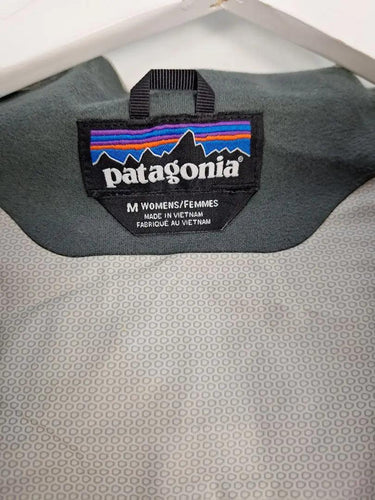 patagonia®
M WOMENS/FEMMES
MADE IN VIETNAM
FABRIQUÉ AU VIETNAM